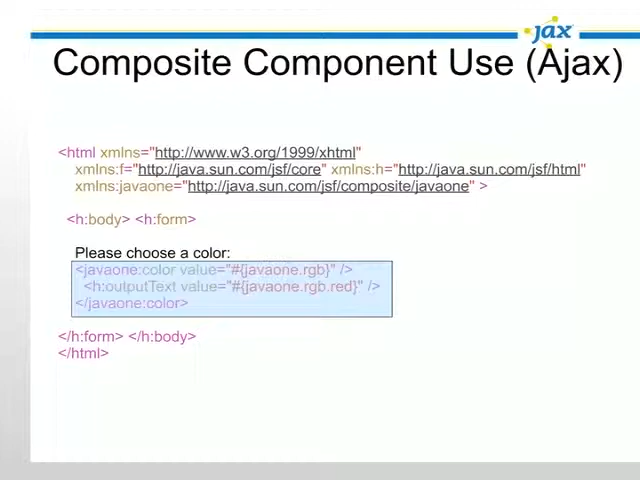 jax
Composite Component Use (Ajax)
<html xmlns="http://www.w3.org/1999/xhtml"
xmlns:f="http://java.sun.com/jsf/core" xmlns:h="http://java.sun.com/jsf/html"
xmlns:javaone="http://java.sun.com/jsf/composite/javaone" >
<h:body> <h:form>
Please choose a color:
<javaone:color value="#{javaone.rgb}" />
<h:outputText value="#{javaone.rgb.red}" />
</javaone:color>
</h:form> </h:body>
</html>